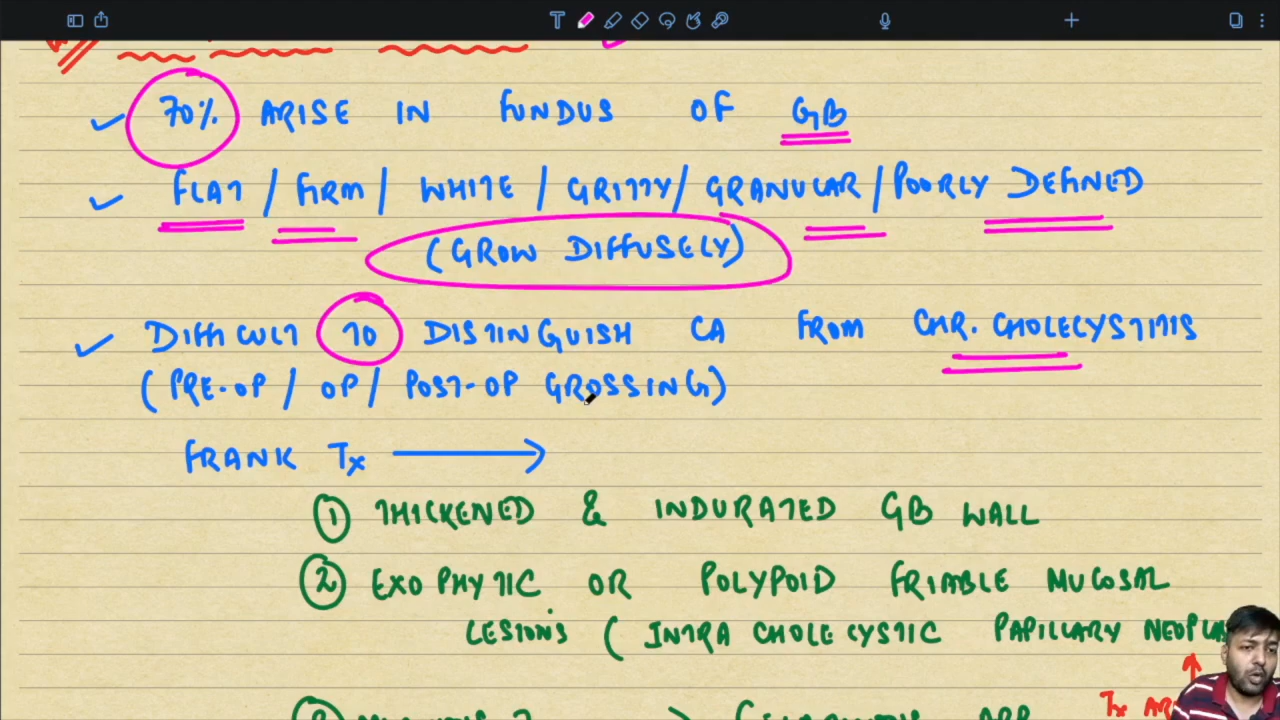 70% ARISE IN FUNDUS OF GB
FLAT / FIRM / WHITE / GRITTY / GRANULAR / POORLY DEFINED
(GROW DIFFUSELY)
DIFFICULT TO DISTINGUISH CA FROM CHR. CHOLECYSTITIS
(PRE-OP / OP / POST-OP GROSSING)
FRANK Tx →
① THICKENED & INDURATED GB WALL
② EXOPHYTIC OR POLYPOID FRIABLE MUCOSAL
LESIONS ( INTRA CHOLECYSTIC PAPILLARY
Tx